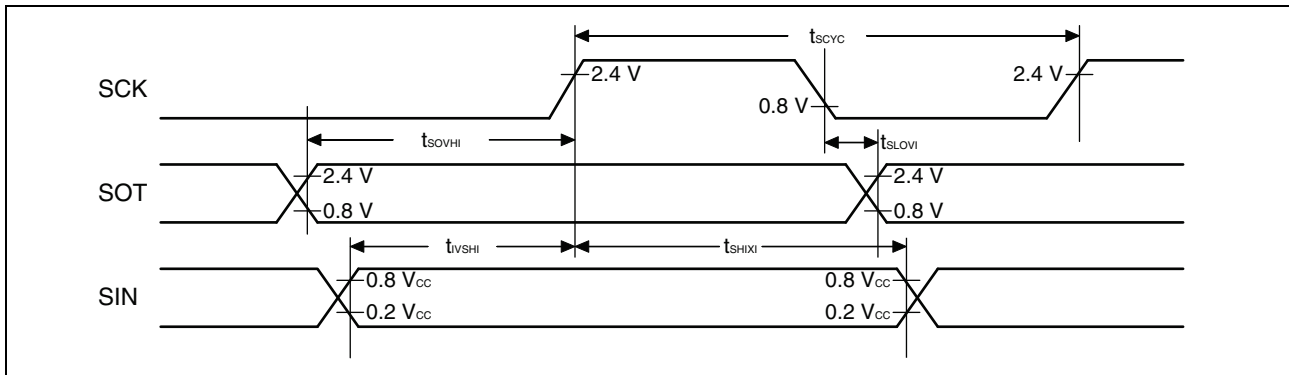 tSCYC
SCK
2.4 V
2.4 V
0.8 V
tSOVHI
tSLOVI
SOT
2.4 V
2.4 V
0.8 V
0.8 V
tIVSHI
tSHIXI
SIN
0.8 VCC
0.8 VCC
0.2 VCC
0.2 VCC